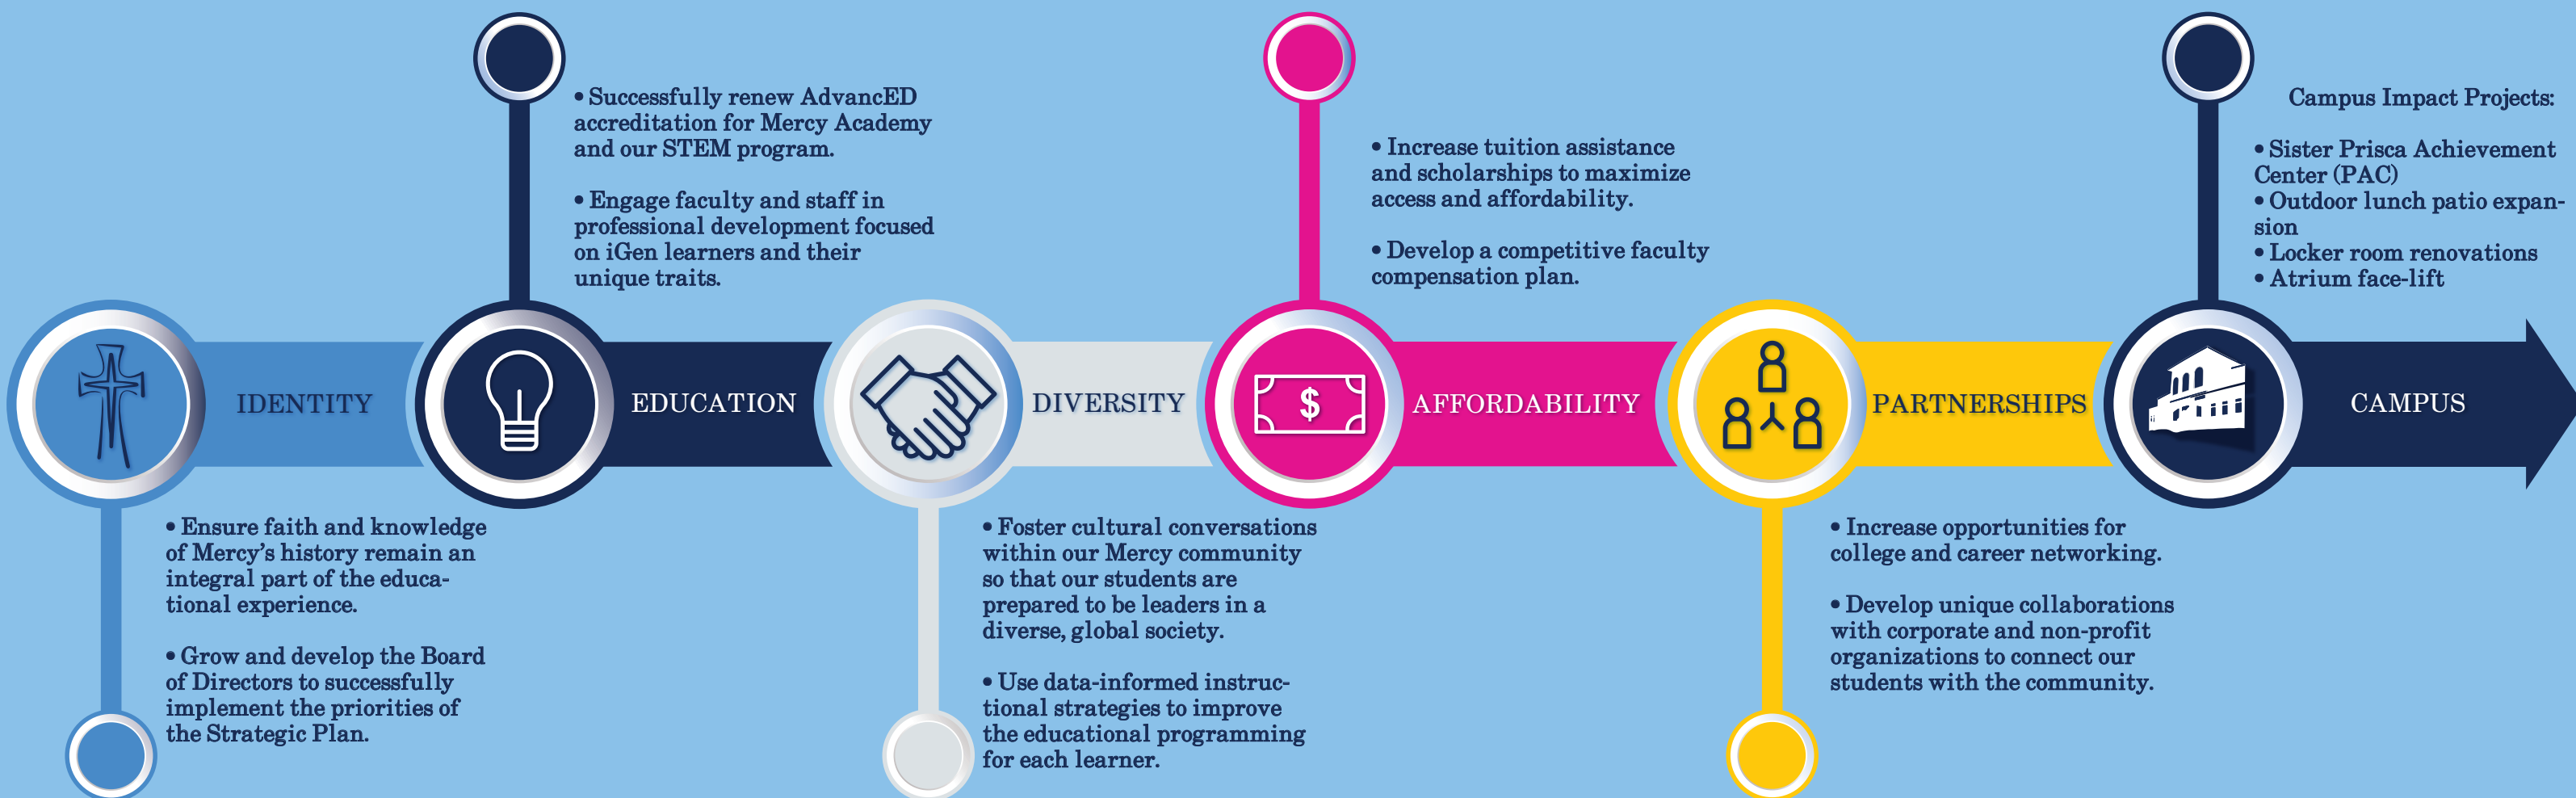 IDENTITY
• Ensure faith and knowledge
of Mercy's history remain an
integral part of the educa-
tional experience.
• Grow and develop the Board
of Directors to successfully
implement the priorities of
the Strategic Plan.
• Successfully renew AdvancED
accreditation for Mercy Academy
and our STEM program.
• Engage faculty and staff in
professional development focused
on iGen learners and their
unique traits.
EDUCATION
DIVERSITY
• Foster cultural conversations
within our Mercy community
so that our students are
prepared to be leaders in a
diverse, global society.
• Use data-informed instruc-
tional strategies to improve
the educational programming
for each learner.
• Increase tuition assistance
and scholarships to maximize
access and affordability.
• Develop a competitive faculty
compensation plan.
$
AFFORDABILITY
PARTNERSHIPS
• Increase opportunities for
college and career networking.
• Develop unique collaborations
with corporate and non-profit
organizations to connect our
students with the community.
Campus Impact Projects:
• Sister Prisca Achievement
Center (PAC)
• Outdoor lunch patio expan-
sion
• Locker room renovations
• Atrium face-lift
CAMPUS